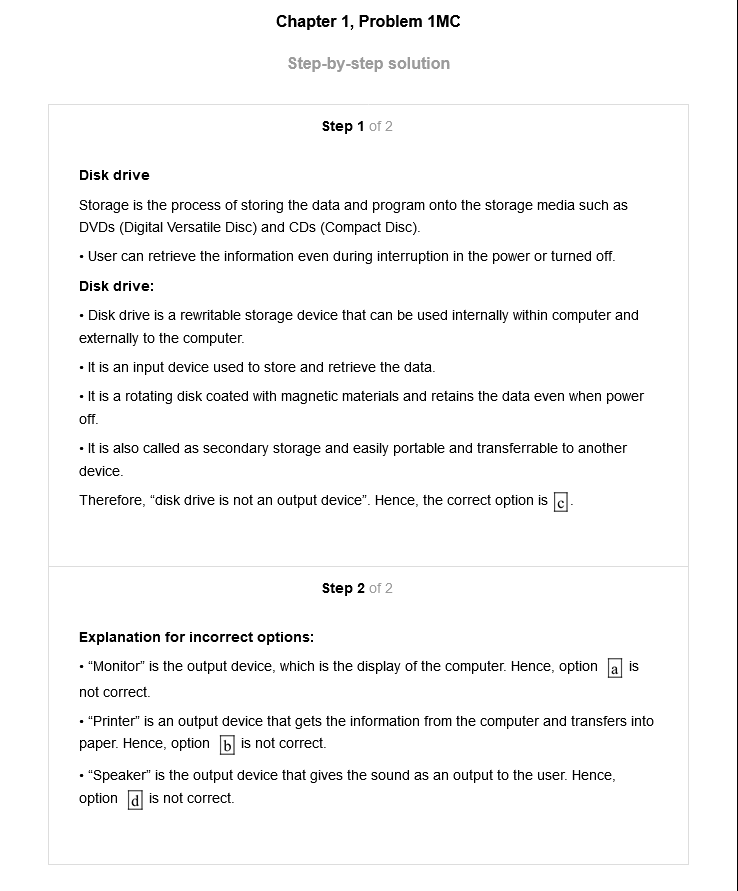 Chapter 1, Problem 1MC
Step-by-step solution
Step 1 of 2
Disk drive
Storage is the process of storing the data and program onto the storage media such as
DVDs (Digital Versatile Disc) and CDs (Compact Disc).
• User can retrieve the information even during interruption in the power or turned off.
Disk drive:
• Disk drive is a rewritable storage device that can be used internally within computer and
externally to the computer.
• It is an input device used to store and retrieve the data.
• It is a rotating disk coated with magnetic materials and retains the data even when power
off.
• It is also called as secondary storage and easily portable and transferrable to another
device.
Therefore, “disk drive is not an output device”. Hence, the correct option is c.
Step 2 of 2
Explanation for incorrect options:
• “Monitor” is the output device, which is the display of the computer. Hence, option a is
not correct.
• “Printer” is an output device that gets the information from the computer and transfers into
paper. Hence, option b is not correct.
• “Speaker” is the output device that gives the sound as an output to the user. Hence,
option d is not correct.